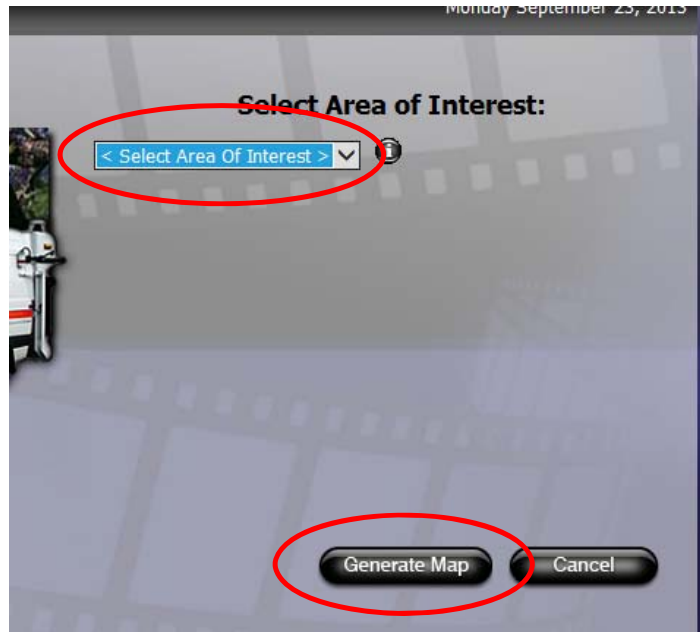 Monday September 23, 2013
Select Area of Interest:
< Select Area Of Interest >
Generate Map
Cancel